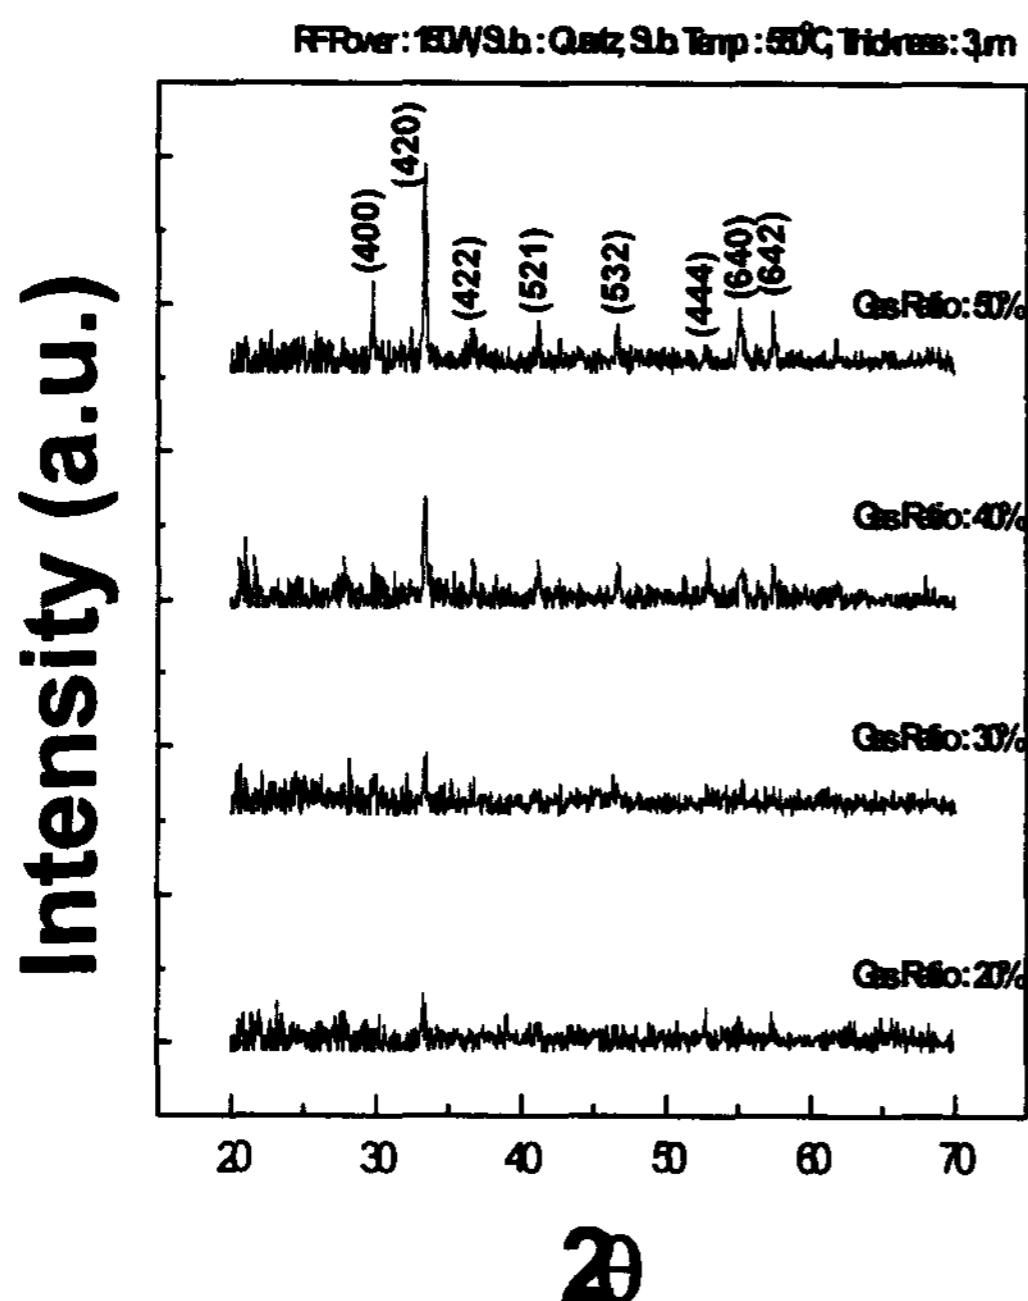 RF Power : 150W, Sub. : Quartz, Sub. Temp : 550°C, Thickness : 3μm
(400)
(420)
(422)
(521)
(532)
(444)
(640)
(642)
Gas Ratio : 50%
Gas Ratio : 40%
Gas Ratio : 30%
Gas Ratio : 20%
Intensity (a.u.)
20 30 40 50 60 70
2θ